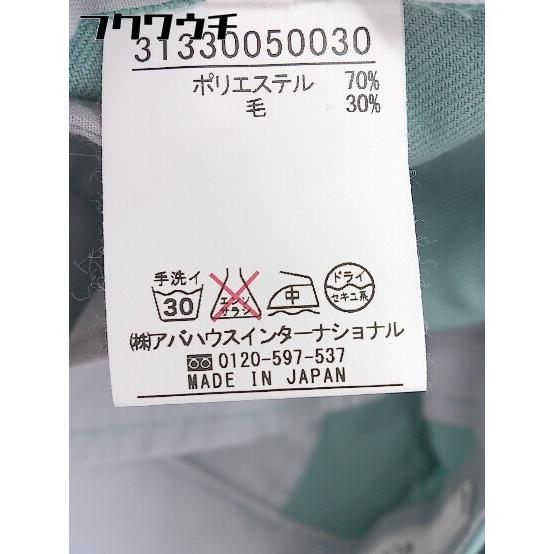 フクワウチ
31330050030
ポリエステル 70%
毛 30%
手洗イ
30
エンソ
サラシ
中
ドライ
セキユ系
㈱アバハウスインターナショナル
0120-597-537
MADE IN JAPAN